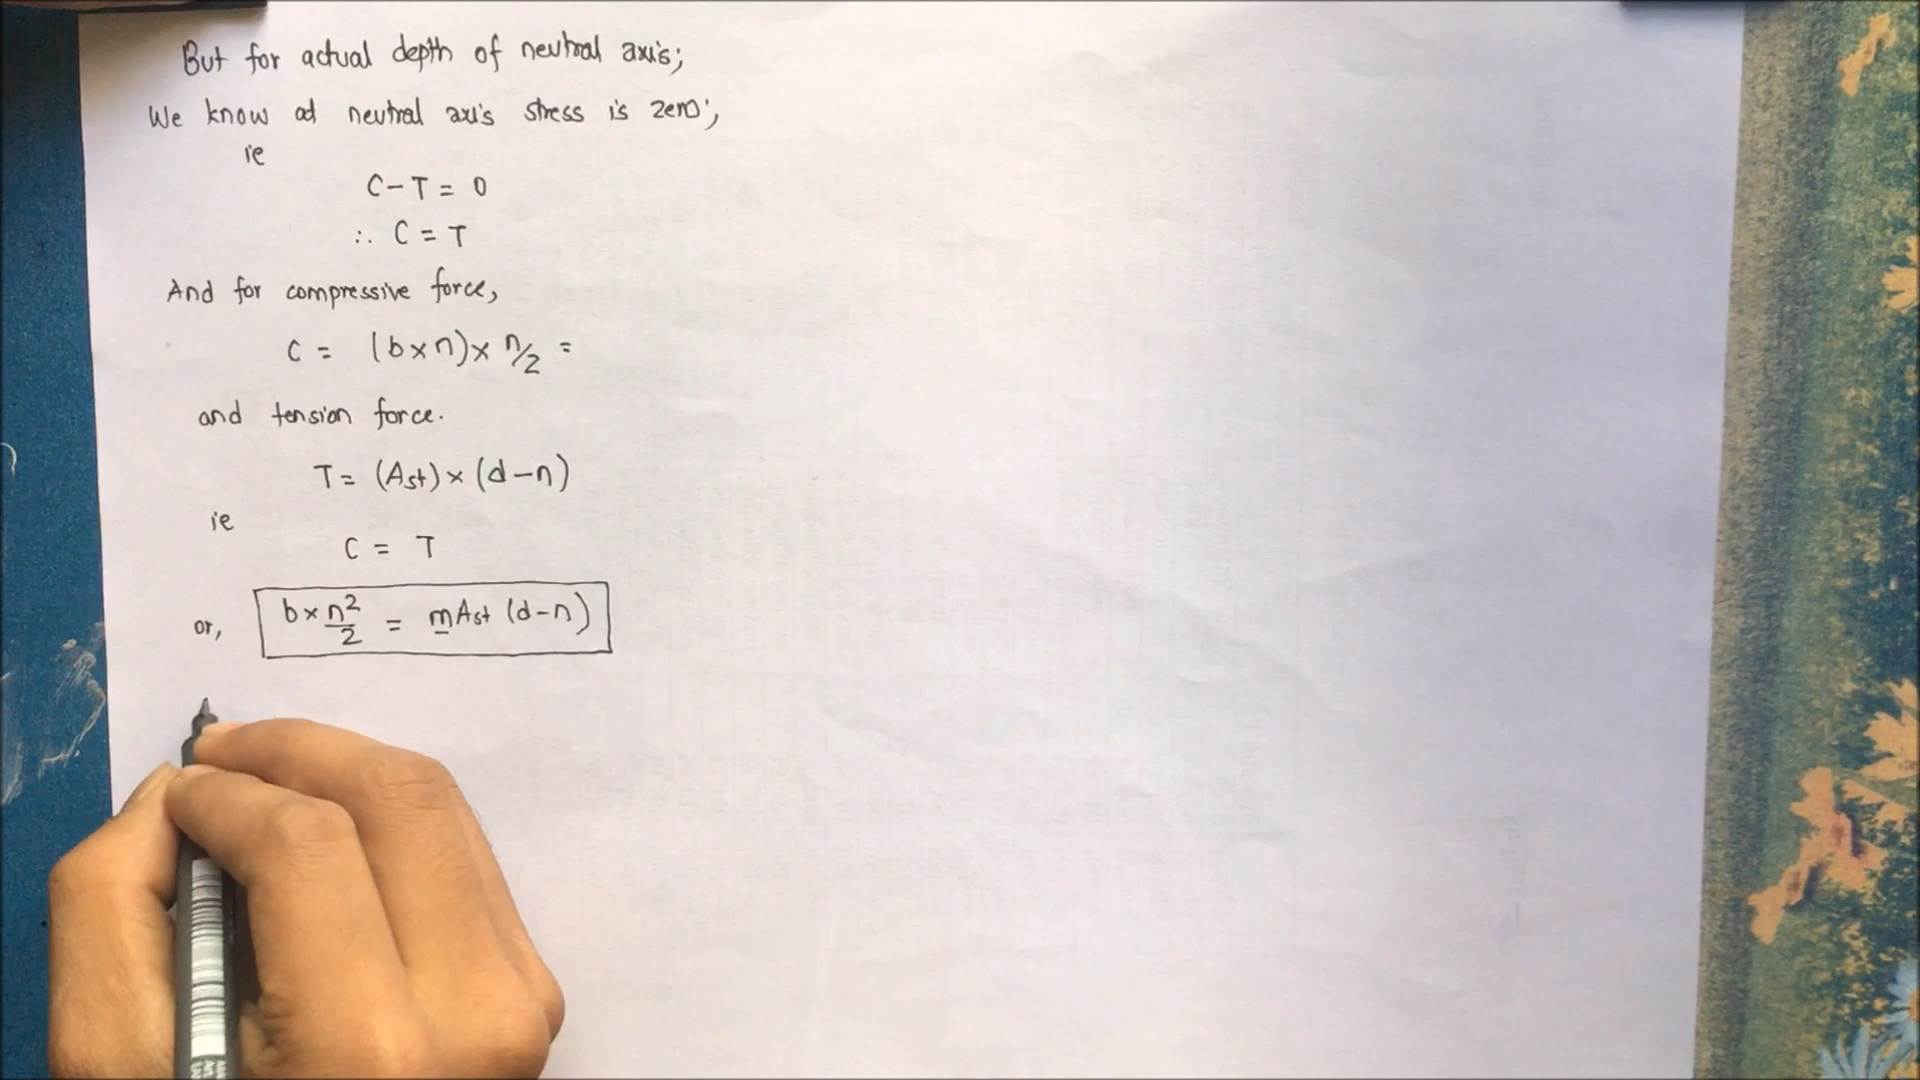 But for actual depth of neutral axis;
We know at neutral axis stress is zero;
ie
C-T = 0
∴ C = T
And for compressive force,
C = (b×n)× n/2 =
and tension force.
T = (Ast)×(d-n)
ie
C = T
or, b×n²/2 = mAst (d-n)